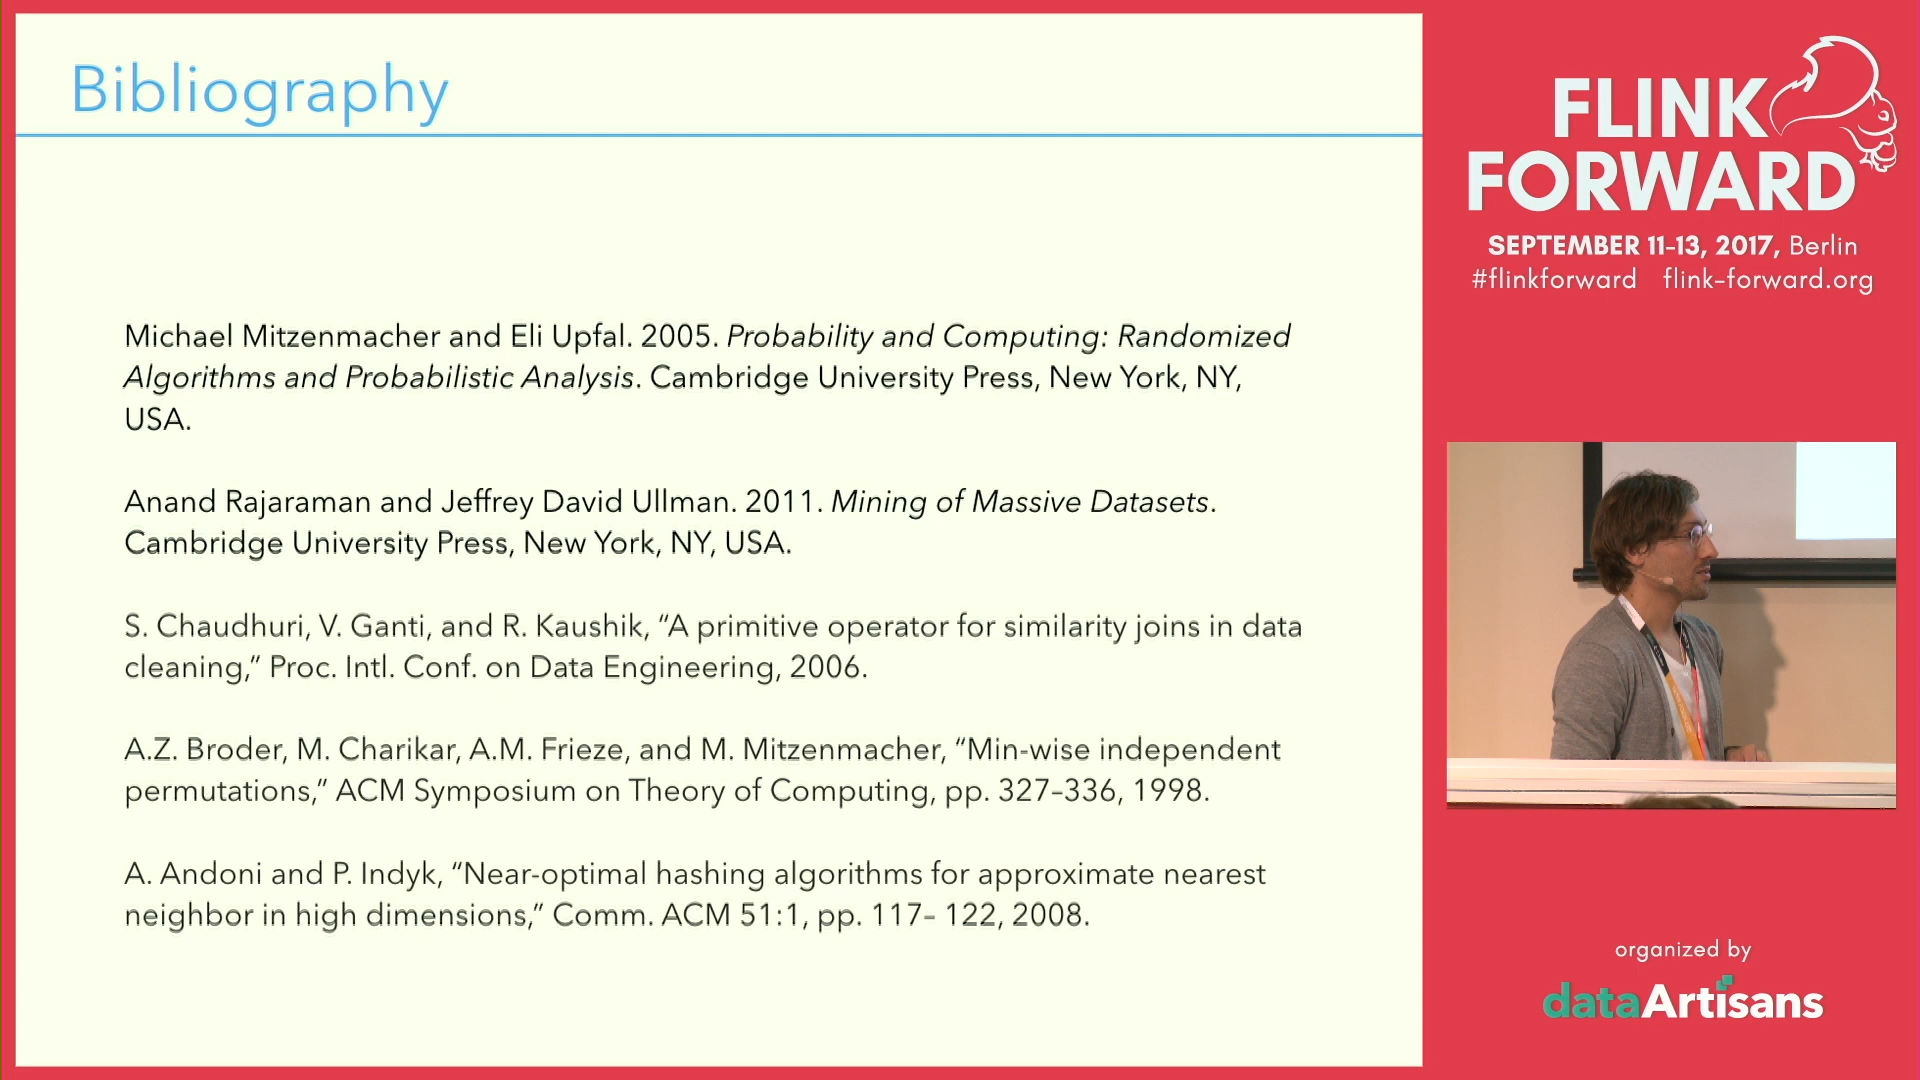 Bibliography
Michael Mitzenmacher and Eli Upfal. 2005. Probability and Computing: Randomized
Algorithms and Probabilistic Analysis. Cambridge University Press, New York, NY,
USA.
Anand Rajaraman and Jeffrey David Ullman. 2011. Mining of Massive Datasets.
Cambridge University Press, New York, NY, USA.
S. Chaudhuri, V. Ganti, and R. Kaushik, “A primitive operator for similarity joins in data
cleaning,” Proc. Intl. Conf. on Data Engineering, 2006.
A.Z. Broder, M. Charikar, A.M. Frieze, and M. Mitzenmacher, “Min-wise independent
permutations,” ACM Symposium on Theory of Computing, pp. 327–336, 1998.
A. Andoni and P. Indyk, “Near-optimal hashing algorithms for approximate nearest
neighbor in high dimensions,” Comm. ACM 51:1, pp. 117– 122, 2008.
FLINK
FORWARD
SEPTEMBER 11-13, 2017, Berlin
#flinkforward flink-forward.org
organized by
dataArtisans